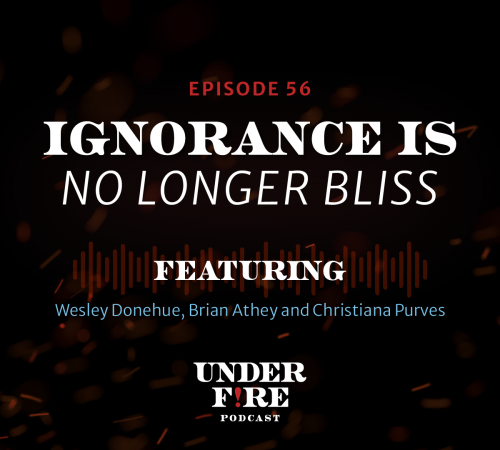 EPISODE 56
IGNORANCE IS
NO LONGER BLISS
FEATURING
Wesley Donehue, Brian Athey and Christiana Purves
UNDER
F!RE
PODCAST